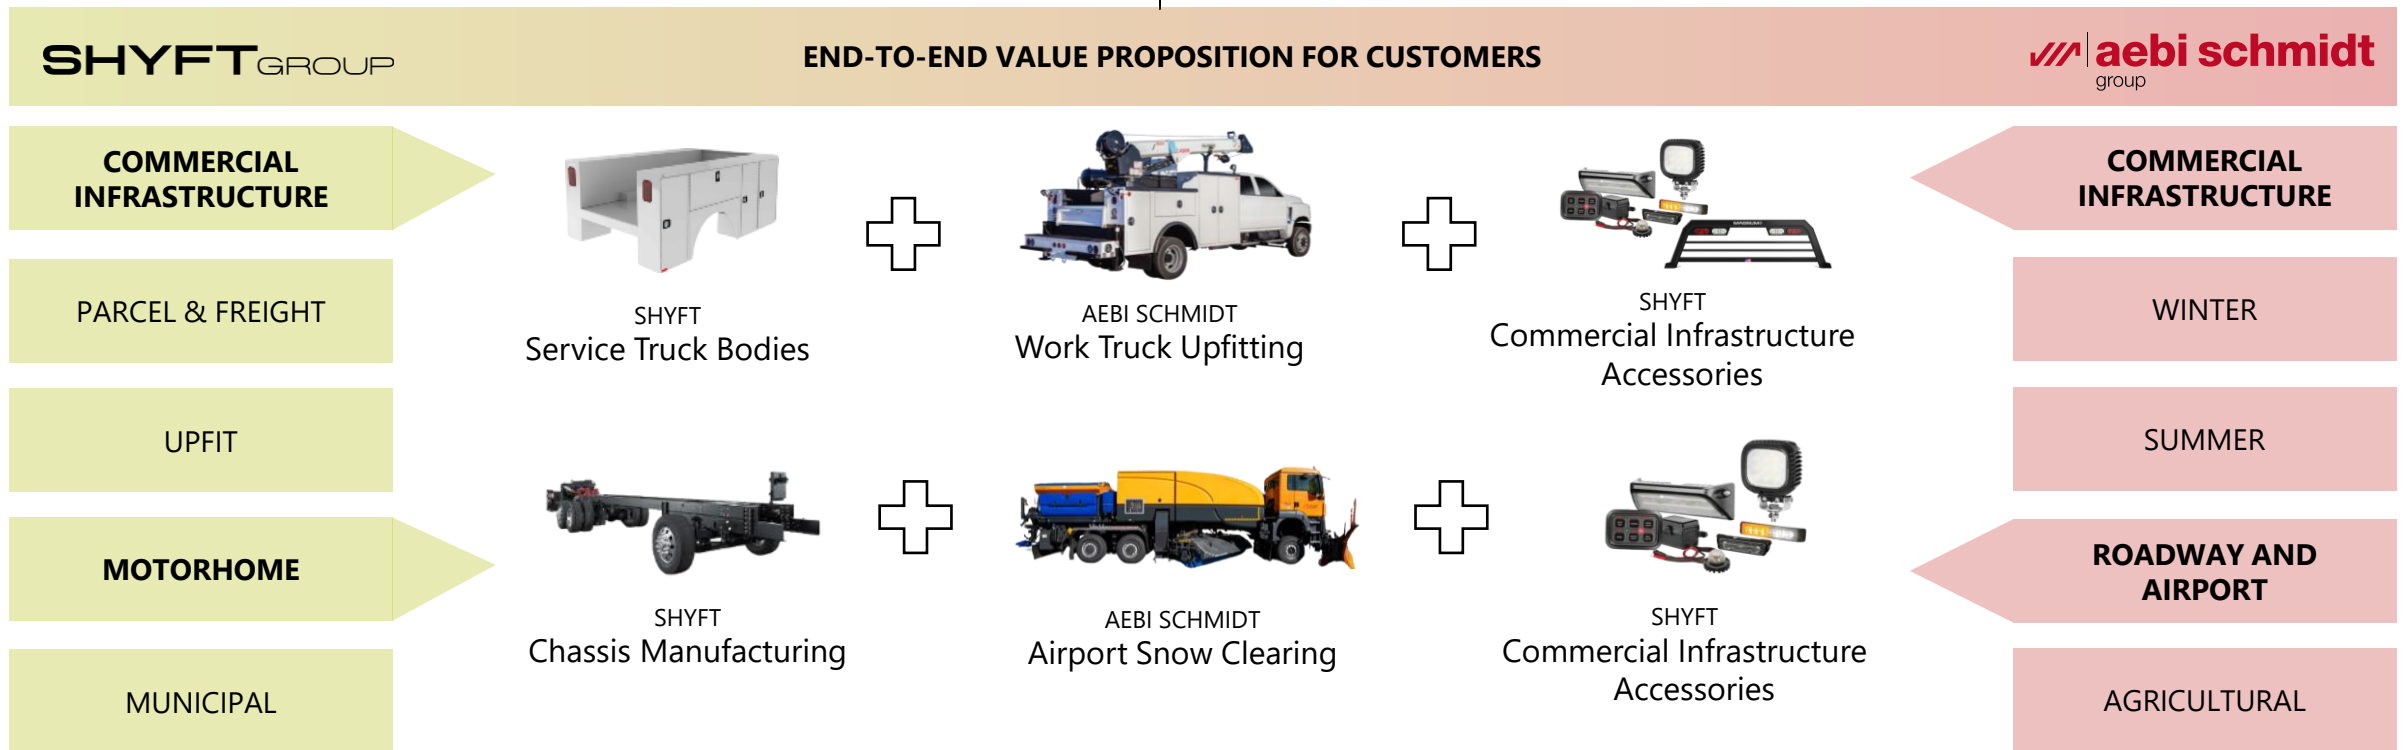 SHYFTGROUP
END-TO-END VALUE PROPOSITION FOR CUSTOMERS
aebi schmidt
group
COMMERCIAL
INFRASTRUCTURE
PARCEL & FREIGHT
UPFIT
MOTORHOME
MUNICIPAL
SHYFT
Service Truck Bodies
AEBI SCHMIDT
Work Truck Upfitting
SHYFT
Commercial Infrastructure
Accessories
SHYFT
Chassis Manufacturing
AEBI SCHMIDT
Airport Snow Clearing
SHYFT
Commercial Infrastructure
Accessories
COMMERCIAL
INFRASTRUCTURE
WINTER
SUMMER
ROADWAY AND
AIRPORT
AGRICULTURAL